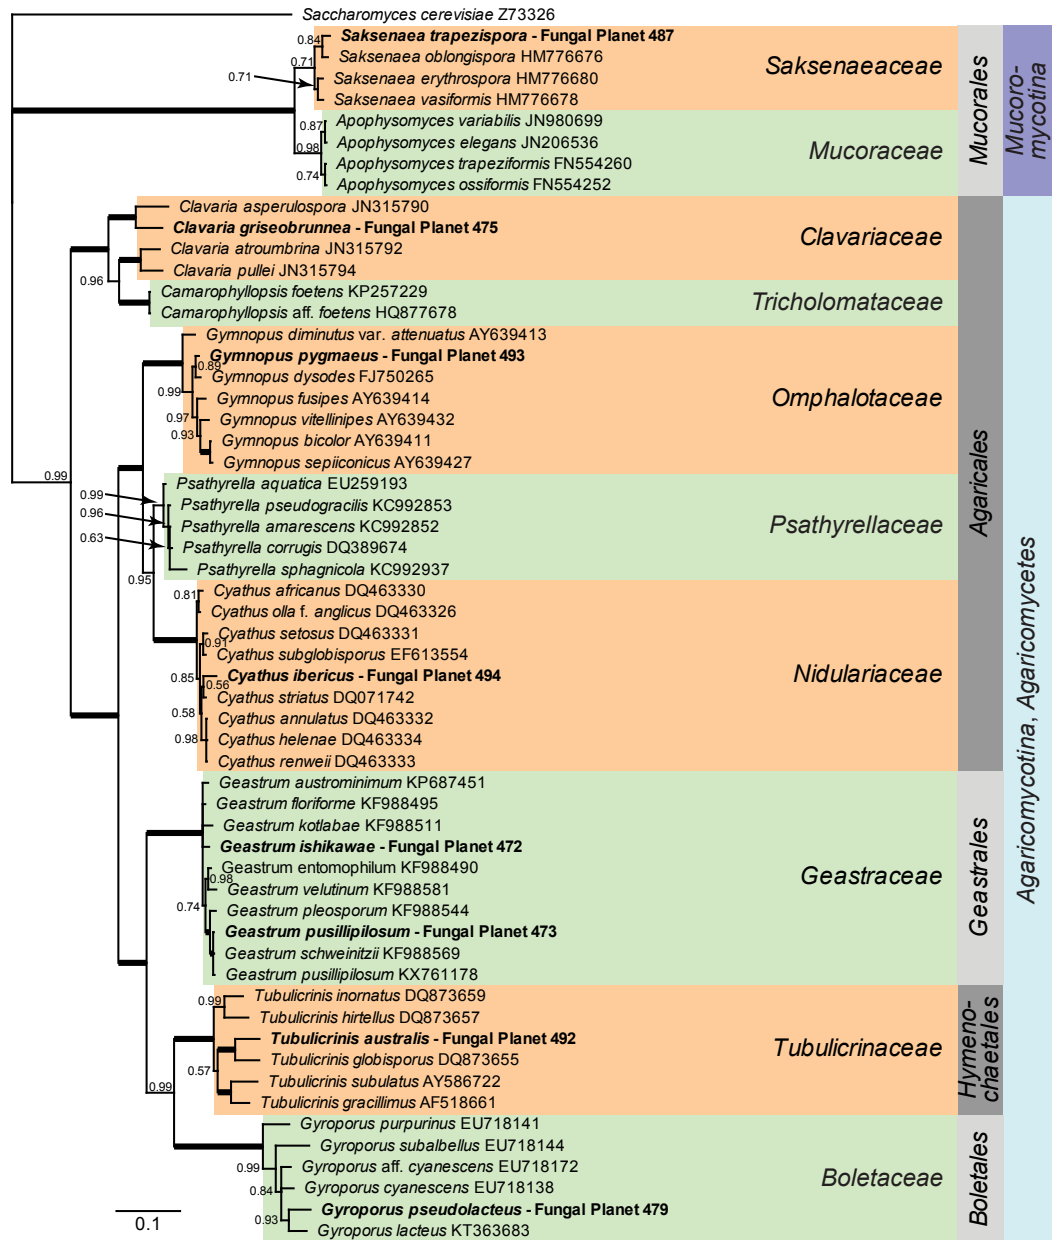 Saccharomyces cerevisiae Z73326
0.84
Saksenaea trapezispora - Fungal Planet 487
0.71
Saksenaea oblongispora HM776676
0.71
Saksenaea erythrospora HM776680
Saksenaea vasiformis HM776678
Saksenaeaceae
0.87
Apophysomyces variabilis JN980699
0.98
Apophysomyces elegans JN206536
Apophysomyces trapeziformis FN554260
0.74
Apophysomyces ossiformis FN554252
Mucoraceae
Mucorales
Mucoro-
mycotina
Clavaria asperulospora JN315790
Clavaria griseobrunnea - Fungal Planet 475
Clavaria atroumbrina JN315792
Clavaria pullei JN315794
Clavariaceae
0.96
Camarophyllopsis foetens KP257229
Camarophyllopsis aff. foetens HQ877678
Tricholomataceae
Gymnopus diminutus var. attenuatus AY639413
Gymnopus pygmaeus - Fungal Planet 493
0.89
Gymnopus dysodes FJ750265
0.99
Gymnopus fusipes AY639414
0.97
Gymnopus vitellinipes AY639432
0.93
Gymnopus bicolor AY639411
Gymnopus sepiiconicus AY639427
Omphalotaceae
0.99
0.99
Psathyrella aquatica EU259193
Psathyrella pseudogracilis KC992853
0.96
Psathyrella amarescens KC992852
0.63
Psathyrella corrugis DQ389674
Psathyrella sphagnicola KC992937
Psathyrellaceae
0.95
0.81
Cyathus africanus DQ463330
Cyathus olla f. anglicus DQ463326
Cyathus setosus DQ463331
0.91
Cyathus subglobisporus EF613554
0.85
Cyathus ibericus - Fungal Planet 494
0.56
Cyathus striatus DQ071742
0.58
Cyathus annulatus DQ463332
0.98
Cyathus helenae DQ463334
Cyathus renweii DQ463333
Nidulariaceae
Agaricales
Geastrum austrominimum KP687451
Geastrum floriforme KF988495
Geastrum kotlabae KF988511
Geastrum ishikawae - Fungal Planet 472
Geastrum entomophilum KF988490
0.98
Geastrum velutinum KF988581
0.74
Geastrum pleosporum KF988544
Geastrum pusillipilosum - Fungal Planet 473
Geastrum schweinitzii KF988569
Geastrum pusillipilosum KX761178
Geastraceae
Geastrales
0.99
Tubulicrinis inornatus DQ873659
Tubulicrinis hirtellus DQ873657
Tubulicrinis australis - Fungal Planet 492
Tubulicrinis globisporus DQ873655
0.57
Tubulicrinis subulatus AY586722
Tubulicrinis gracillimus AF518661
Tubulicrinaceae
Hymeno-
chaetales
0.99
Gyroporus purpurinus EU718141
Gyroporus subalbellus EU718144
0.99
Gyroporus aff. cyanescens EU718172
0.84
Gyroporus cyanescens EU718138
Gyroporus pseudolacteus - Fungal Planet 479
0.93
Gyroporus lacteus KT363683
Boletaceae
Boletales
Agaricomycotina, Agaricomycetes
0.1